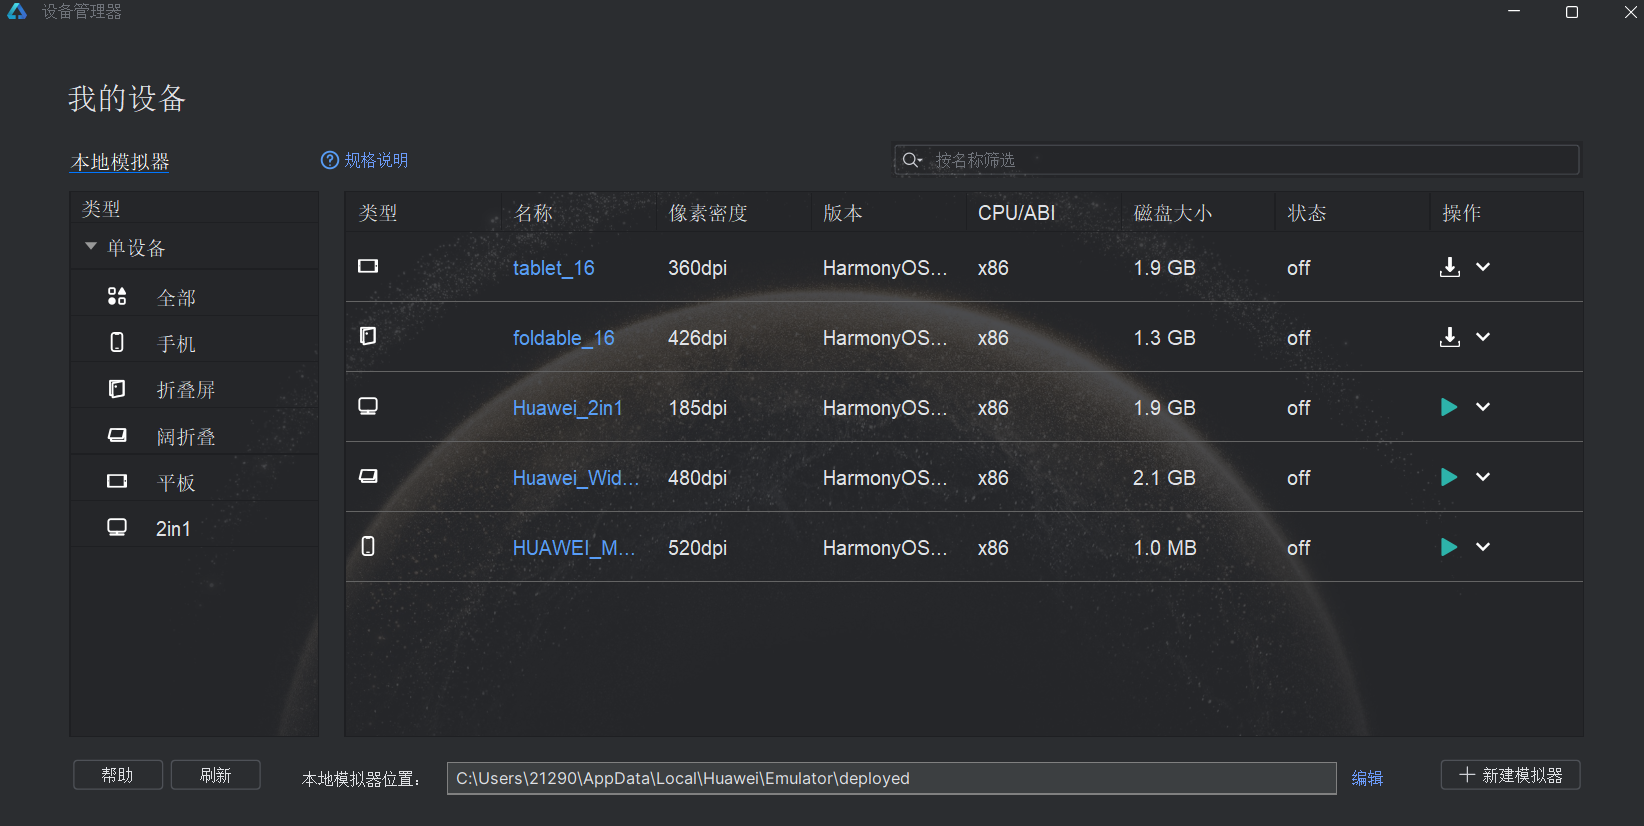 设备管理器
我的设备
本地模拟器
规格说明
按名称筛选
类型
单设备
全部
手机
折叠屏
阔折叠
平板
2in1
类型 名称 像素密度 版本 CPU/ABI 磁盘大小 状态 操作
tablet_16 360dpi HarmonyOS... x86 1.9 GB off
foldable_16 426dpi HarmonyOS... x86 1.3 GB off
Huawei_2in1 185dpi HarmonyOS... x86 1.9 GB off
Huawei_Wid... 480dpi HarmonyOS... x86 2.1 GB off
HUAWEI_M... 520dpi HarmonyOS... x86 1.0 MB off
帮助
刷新
本地模拟器位置：
C:\Users\21290\AppData\Local\Huawei\Emulator\deployed
编辑
新建模拟器